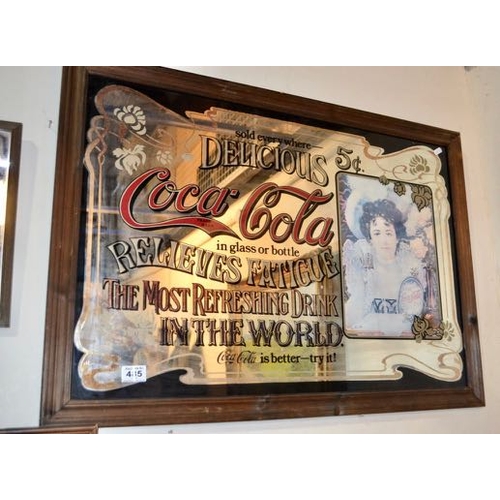 sold everywhere
DELICIOUS 5¢.
Coca-Cola
in glass or bottle
RELIEVES FATIGUE
THE MOST REFRESHING DRINK
IN THE WORLD.
Coca-Cola is better—try it!